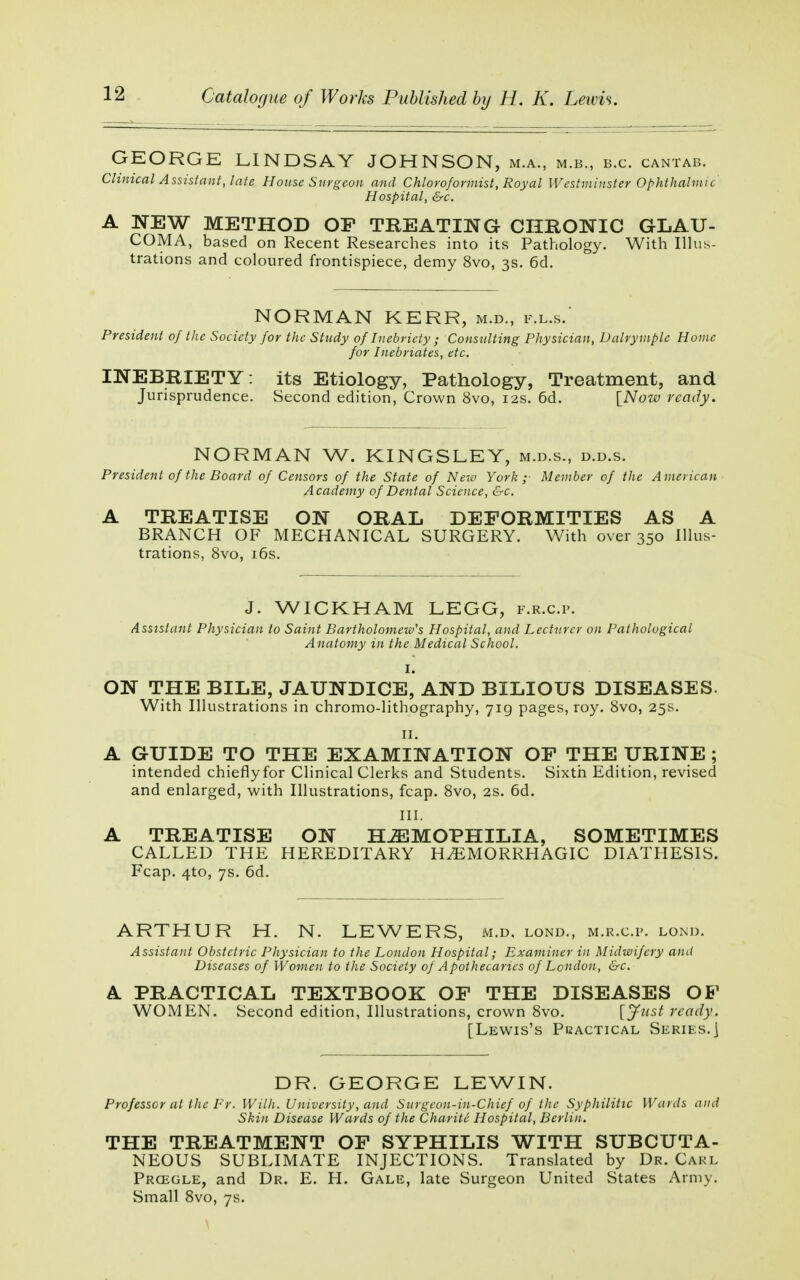 12 Catalogue of Works Published by H. K. Lewis.
GEORGE LINDSAY JOHNSON, M.A., M.B., B.C. CANTAB.
Clinical Assistant, late House Surgeon and Chloroformist, Royal Westminster Ophthalmic
Hospital, &c.
A NEW METHOD OF TREATING CHRONIC GLAU-
COMA, based on Recent Researches into its Pathology. With Illus-
trations and coloured frontispiece, demy 8vo, 3s. 6d.
NORMAN KERR, M.D., F.L.S.
President of the Society for the Study of Inebriety; Consulting Physician, Dalrymple Home
for Inebriates, etc.
INEBRIETY: its Etiology, Pathology, Treatment, and
Jurisprudence. Second edition, Crown 8vo, 12s. 6d. [Now ready.
NORMAN W. KINGSLEY, M.D.S., D.D.S.
President of the Board of Censors of the State of New York; Member of the American
Academy of Dental Science, &c.
A TREATISE ON ORAL DEFORMITIES AS A
BRANCH OF MECHANICAL SURGERY. With over 350 Illus-
trations, 8vo, 16s.
J. WICKHAM LEGG, F.R.C.P.
Assistant Physician to Saint Bartholomew's Hospital, and Lecturer on Pathological
Anatomy in the Medical School.
I.
ON THE BILE, JAUNDICE, AND BILIOUS DISEASES.
With Illustrations in chromo-lithography, 719 pages, roy. 8vo, 25s.
II.
A GUIDE TO THE EXAMINATION OF THE URINE;
intended chiefly for Clinical Clerks and Students. Sixth Edition, revised
and enlarged, with Illustrations, fcap. 8vo, 2s. 6d.
III.
A TREATISE ON HÆMOPHILIA, SOMETIMES
CALLED THE HEREDITARY HÆMORRHAGIC DIATHESIS.
Fcap. 4to, 7s. 6d.
ARTHUR H. N. LEWERS, M.D. LOND., M.R.C.P. LOND.
Assistant Obstetric Physician to the London Hospital; Examiner in Midwifery and
Diseases of Women to the Society of Apothecaries of London, &c.
A PRACTICAL TEXTBOOK OF THE DISEASES OF
WOMEN. Second edition, Illustrations, crown 8vo. [Just ready.
[LEWIS'S PRACTICAL SERIES.]
DR. GEORGE LEWIN.
Professor at the Fr. Wilh. University, and Surgeon-in-Chief of the Syphilitic Wards and
Skin Disease Wards of the Charité Hospital, Berlin.
THE TREATMENT OF SYPHILIS WITH SUBCUTA-
NEOUS SUBLIMATE INJECTIONS. Translated by DR. CARL
PRŒGLE, and DR. E. H. GALE, late Surgeon United States Army.
Small 8vo, 7s.